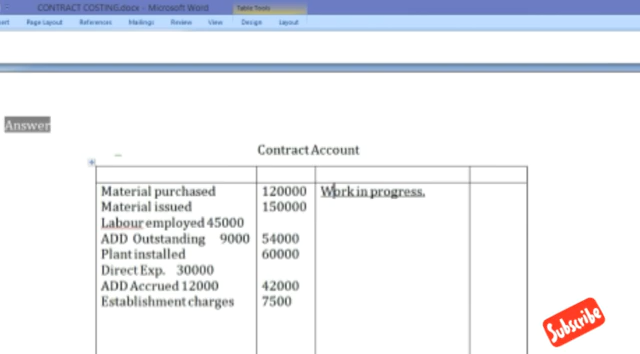 CONTRACT COSTING.docx - Microsoft Word Table Tools
Page Layout References Mailings Review View Design Layout
Answer
Contract Account
Material purchased 120000 Work in progress.
Material issued 150000
Labour employed 45000
ADD Outstanding 9000 54000
Plant installed 60000
Direct Exp. 30000
ADD Accrued 12000 42000
Establishment charges 7500
Subscribe